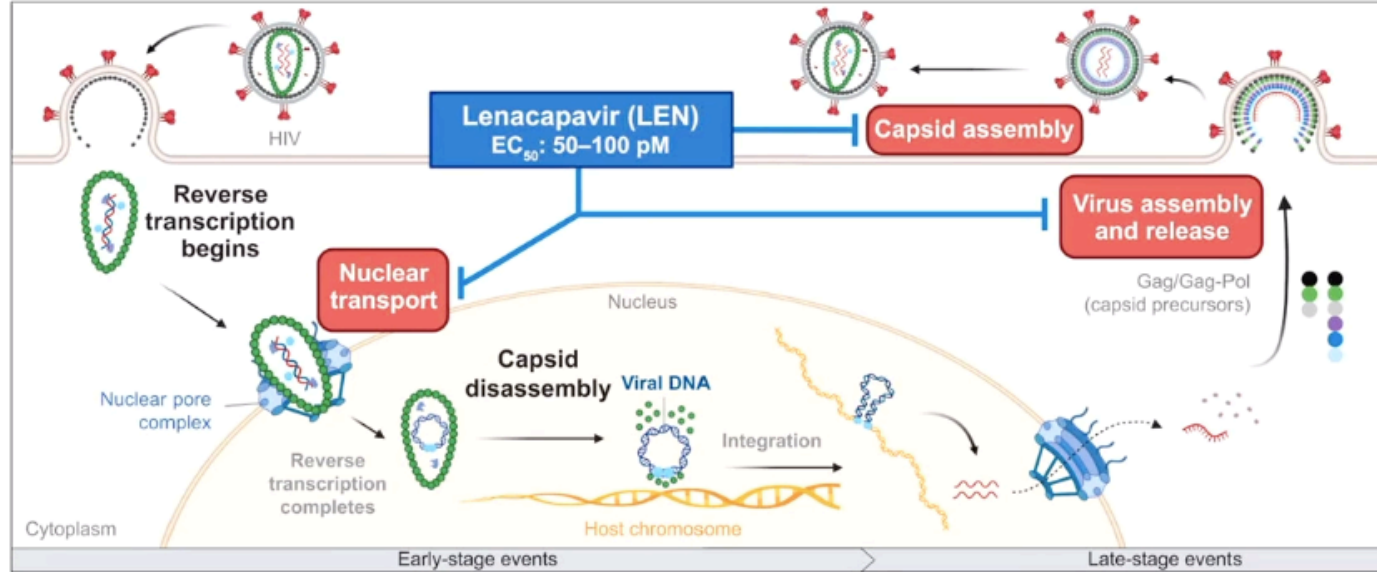 HIV
Lenacapavir (LEN)
EC₅₀: 50–100 pM
Capsid assembly
Reverse
transcription
begins
Virus assembly
and release
Nuclear
transport
Nucleus
Gag/Gag-Pol
(capsid precursors)
Capsid
disassembly
Viral DNA
Nuclear pore
complex
Integration
Reverse
transcription
completes
Cytoplasm
Host chromosome
Early-stage events
Late-stage events